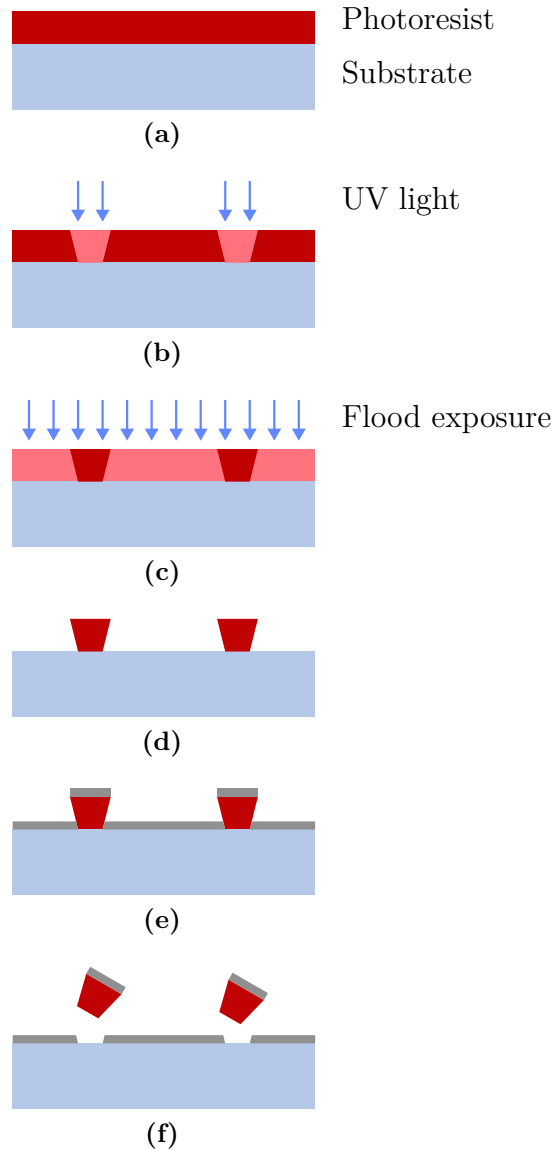 Photoresist
Substrate
(a)
UV light
(b)
Flood exposure
(c)
(d)
(e)
(f)